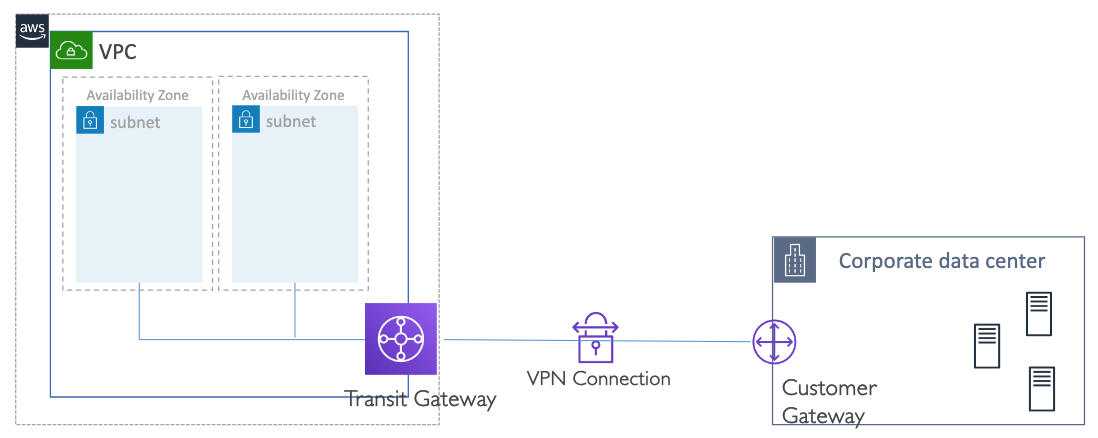 aws
VPC
Availability Zone
Availability Zone
subnet
subnet
Corporate data center
Transit Gateway
VPN Connection
Customer
Gateway